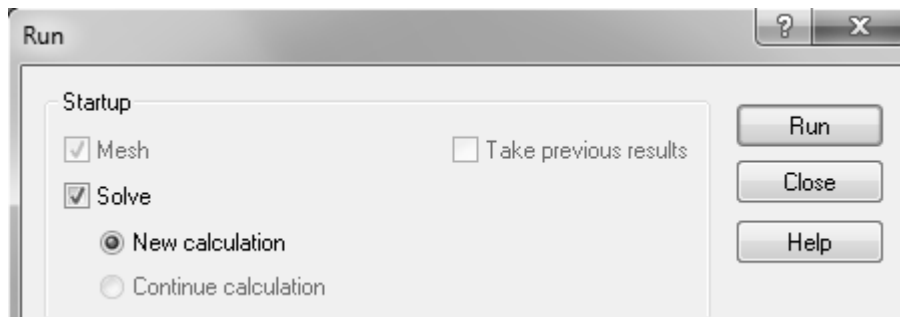 Run
?
X
Startup
Mesh
Take previous results
Solve
New calculation
Continue calculation
Run
Close
Help